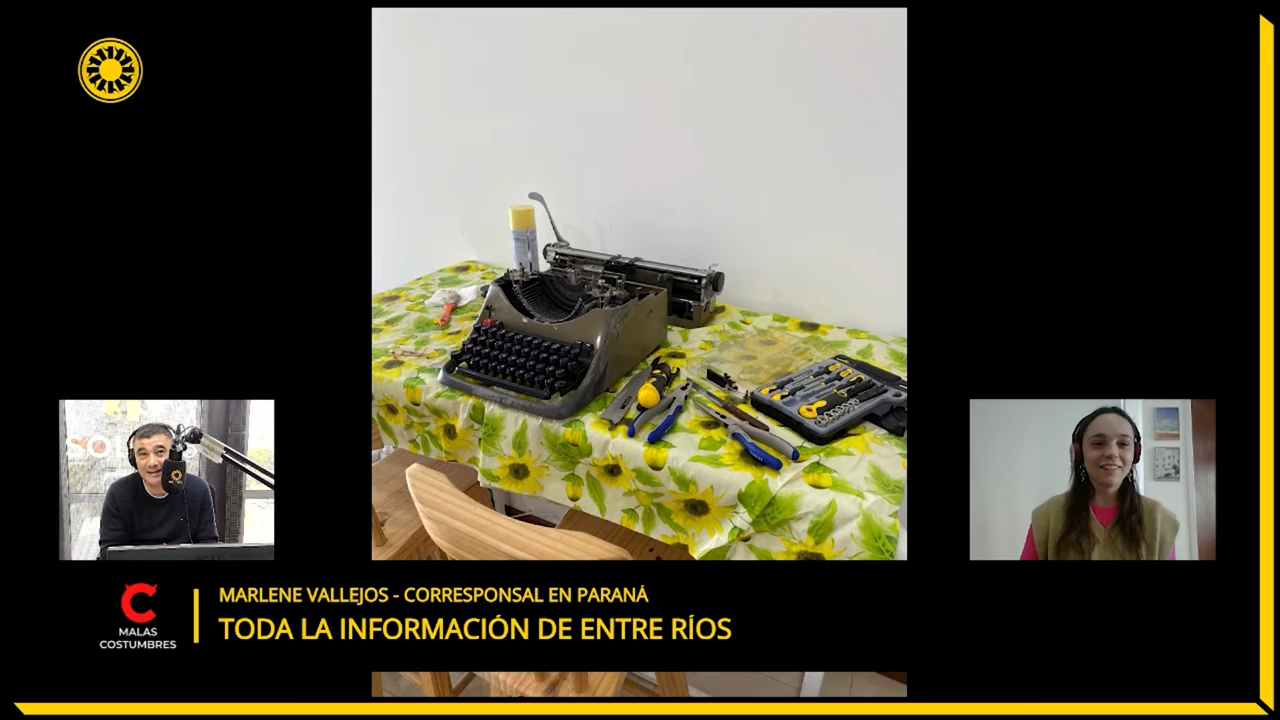 MARLENE VALLEJOS - CORRESPONSAL EN PARANÁ
TODA LA INFORMACIÓN DE ENTRE RÍOS
MALAS
COSTUMBRES